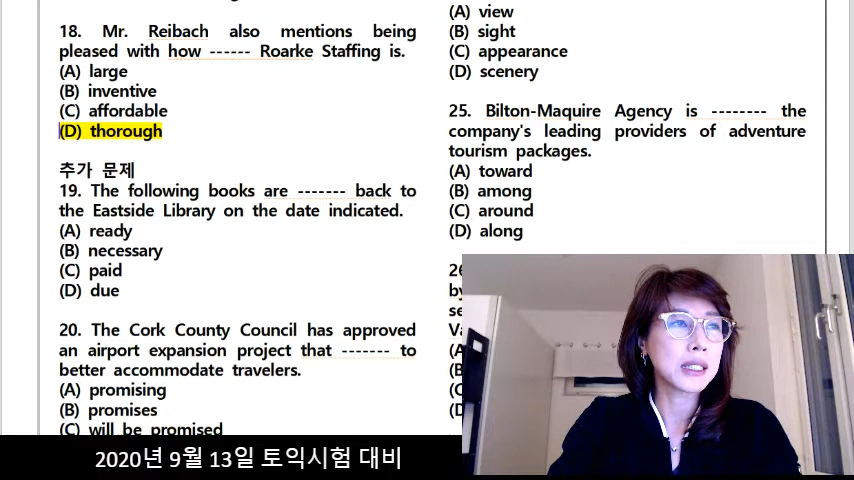 18. Mr. Reibach also mentions being
pleased with how ------ Roarke Staffing is.
(A) large
(B) inventive
(C) affordable
(D) thorough
추가 문제
19. The following books are ------- back to
the Eastside Library on the date indicated.
(A) ready
(B) necessary
(C) paid
(D) due
20. The Cork County Council has approved
an airport expansion project that ------- to
better accommodate travelers.
(A) promising
(B) promises
(C) will be promised
(A) view
(B) sight
(C) appearance
(D) scenery
25. Bilton-Maquire Agency is -------- the
company's leading providers of adventure
tourism packages.
(A) toward
(B) among
(C) around
(D) along
by
se
Va
2020년 9월 13일 토익시험 대비